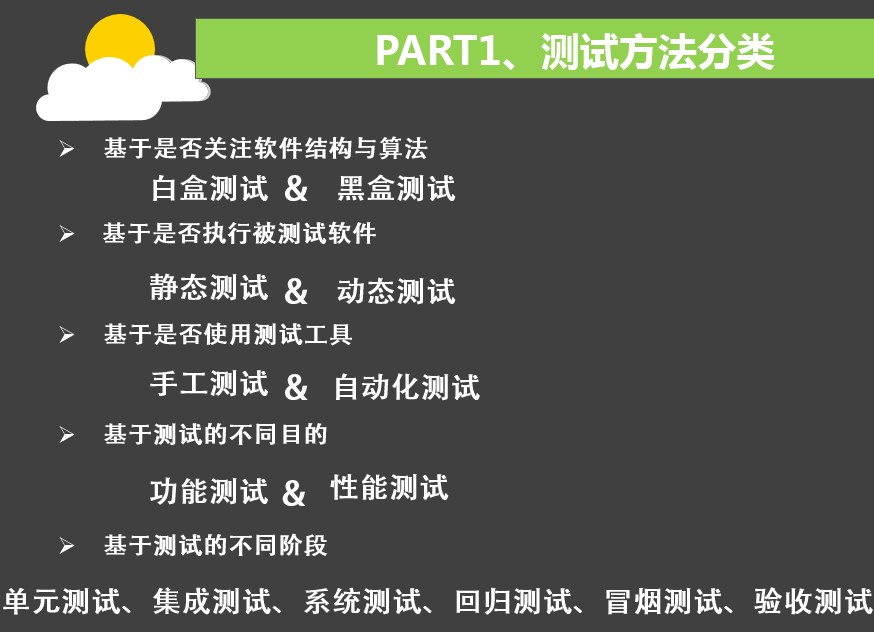 PART1、测试方法分类
基于是否关注软件结构与算法
白盒测试 & 黑盒测试
基于是否执行被测试软件
静态测试 & 动态测试
基于是否使用测试工具
手工测试 & 自动化测试
基于测试的不同目的
功能测试 & 性能测试
基于测试的不同阶段
单元测试、集成测试、系统测试、回归测试、冒烟测试、验收测试